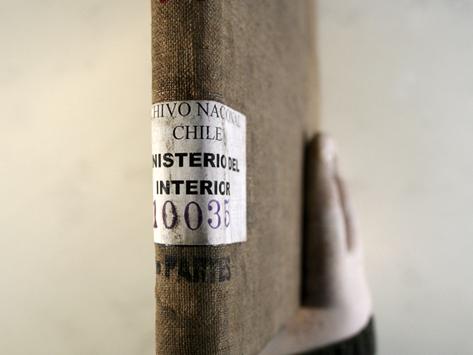 CHIVO NACIONAL
CHILE
NISTERIO DEL
INTERIOR
10035
PARTES